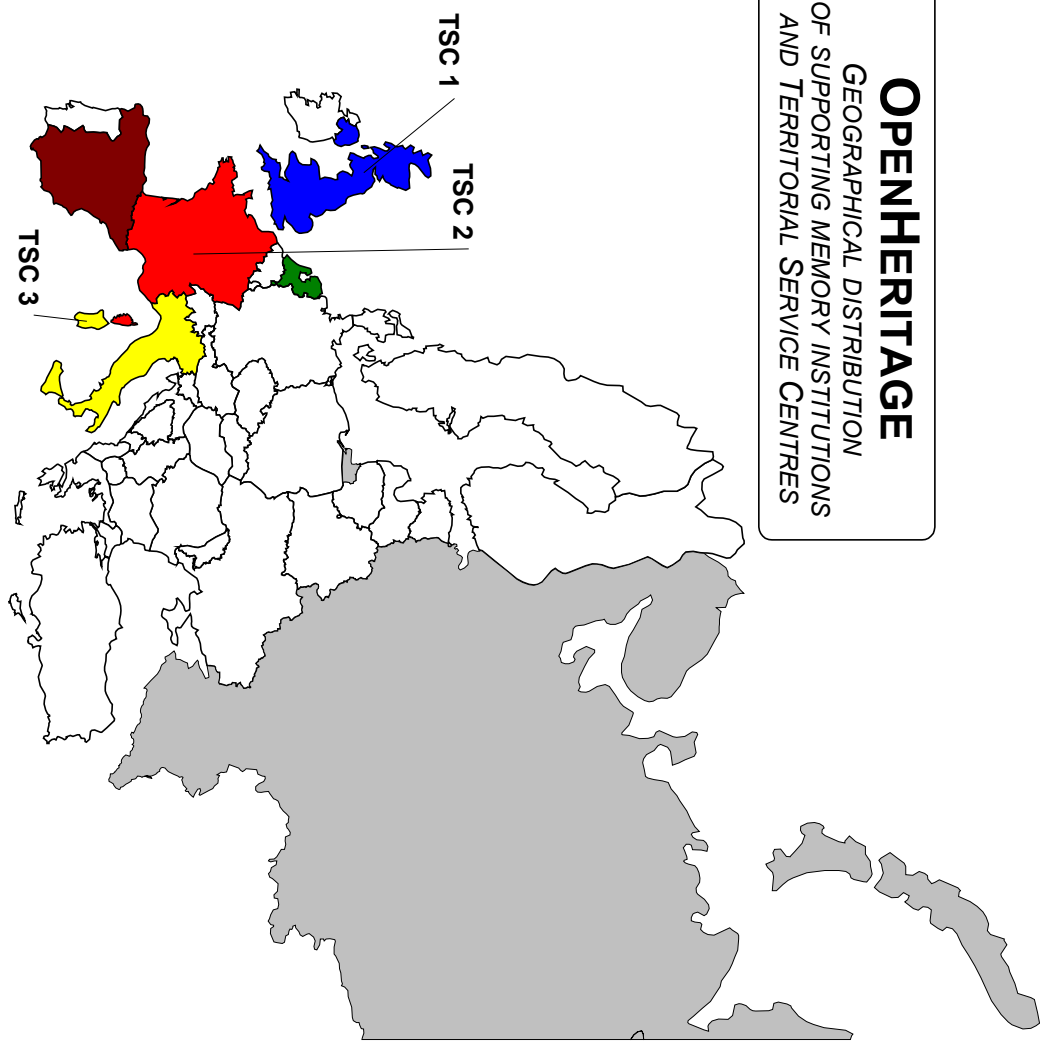 OPENHERITAGE
GEOGRAPHICAL DISTRIBUTION
OF SUPPORTING MEMORY INSTITUTIONS
AND TERRITORIAL SERVICE CENTRES
TSC 1
TSC 2
TSC 3